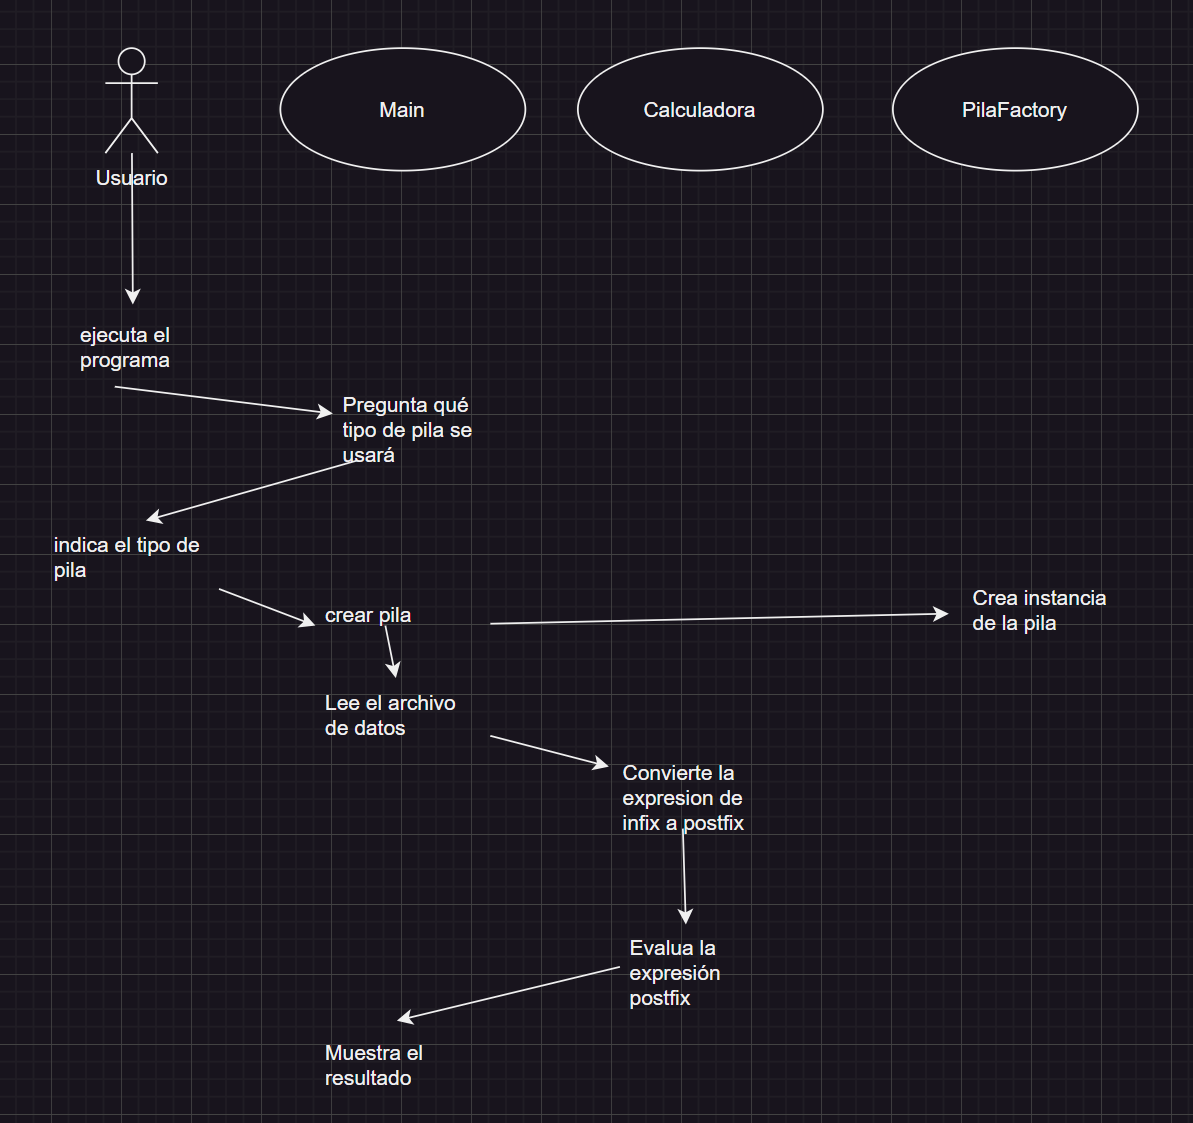 Main
Calculadora
PilaFactory
Usuario
ejecuta el
programa
Pregunta qué
tipo de pila se
usará
indica el tipo de
pila
crear pila
Crea instancia
de la pila
Lee el archivo
de datos
Convierte la
expresion de
infix a postfix
Evalua la
expresión
postfix
Muestra el
resultado